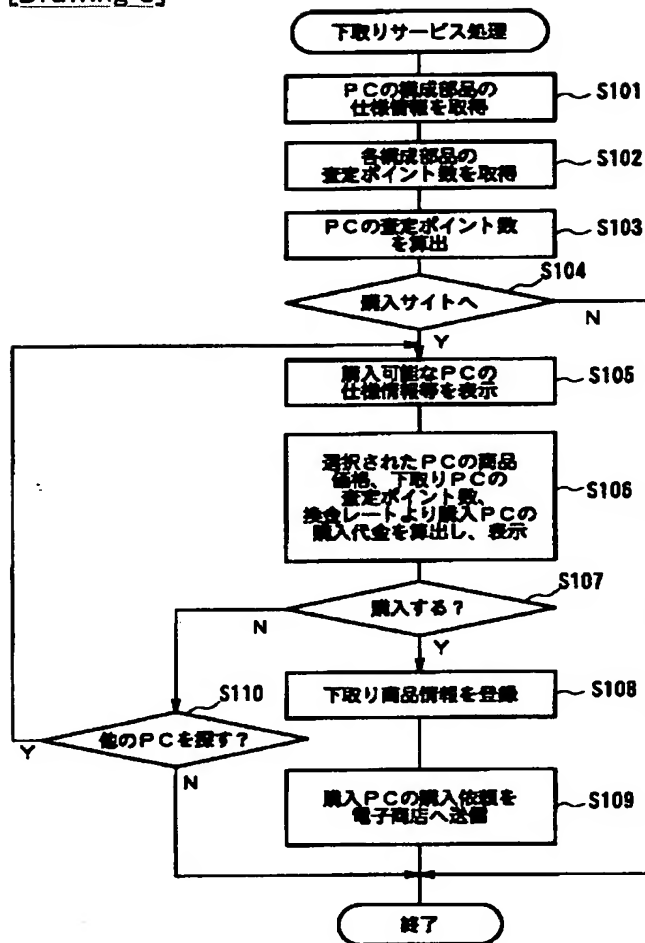 下取りサービス処理
PCの構成部品の
仕様情報を取得
S101
各構成部品の
査定ポイント数を取得
S102
PCの査定ポイント数
を算出
S103
S104
購入サイトへ
N
Y
購入可能なPCの
仕様情報等を表示
S105
選択されたPCの商品
価格、下取りPCの
査定ポイント数、
換金レートより購入PCの
購入代金を算出し、表示
S106
S107
購入する?
N
Y
下取り商品情報を登録
S108
S110
他のPCを探す?
Y
N
購入PCの購入依頼を
電子商店へ送信
S109
終了